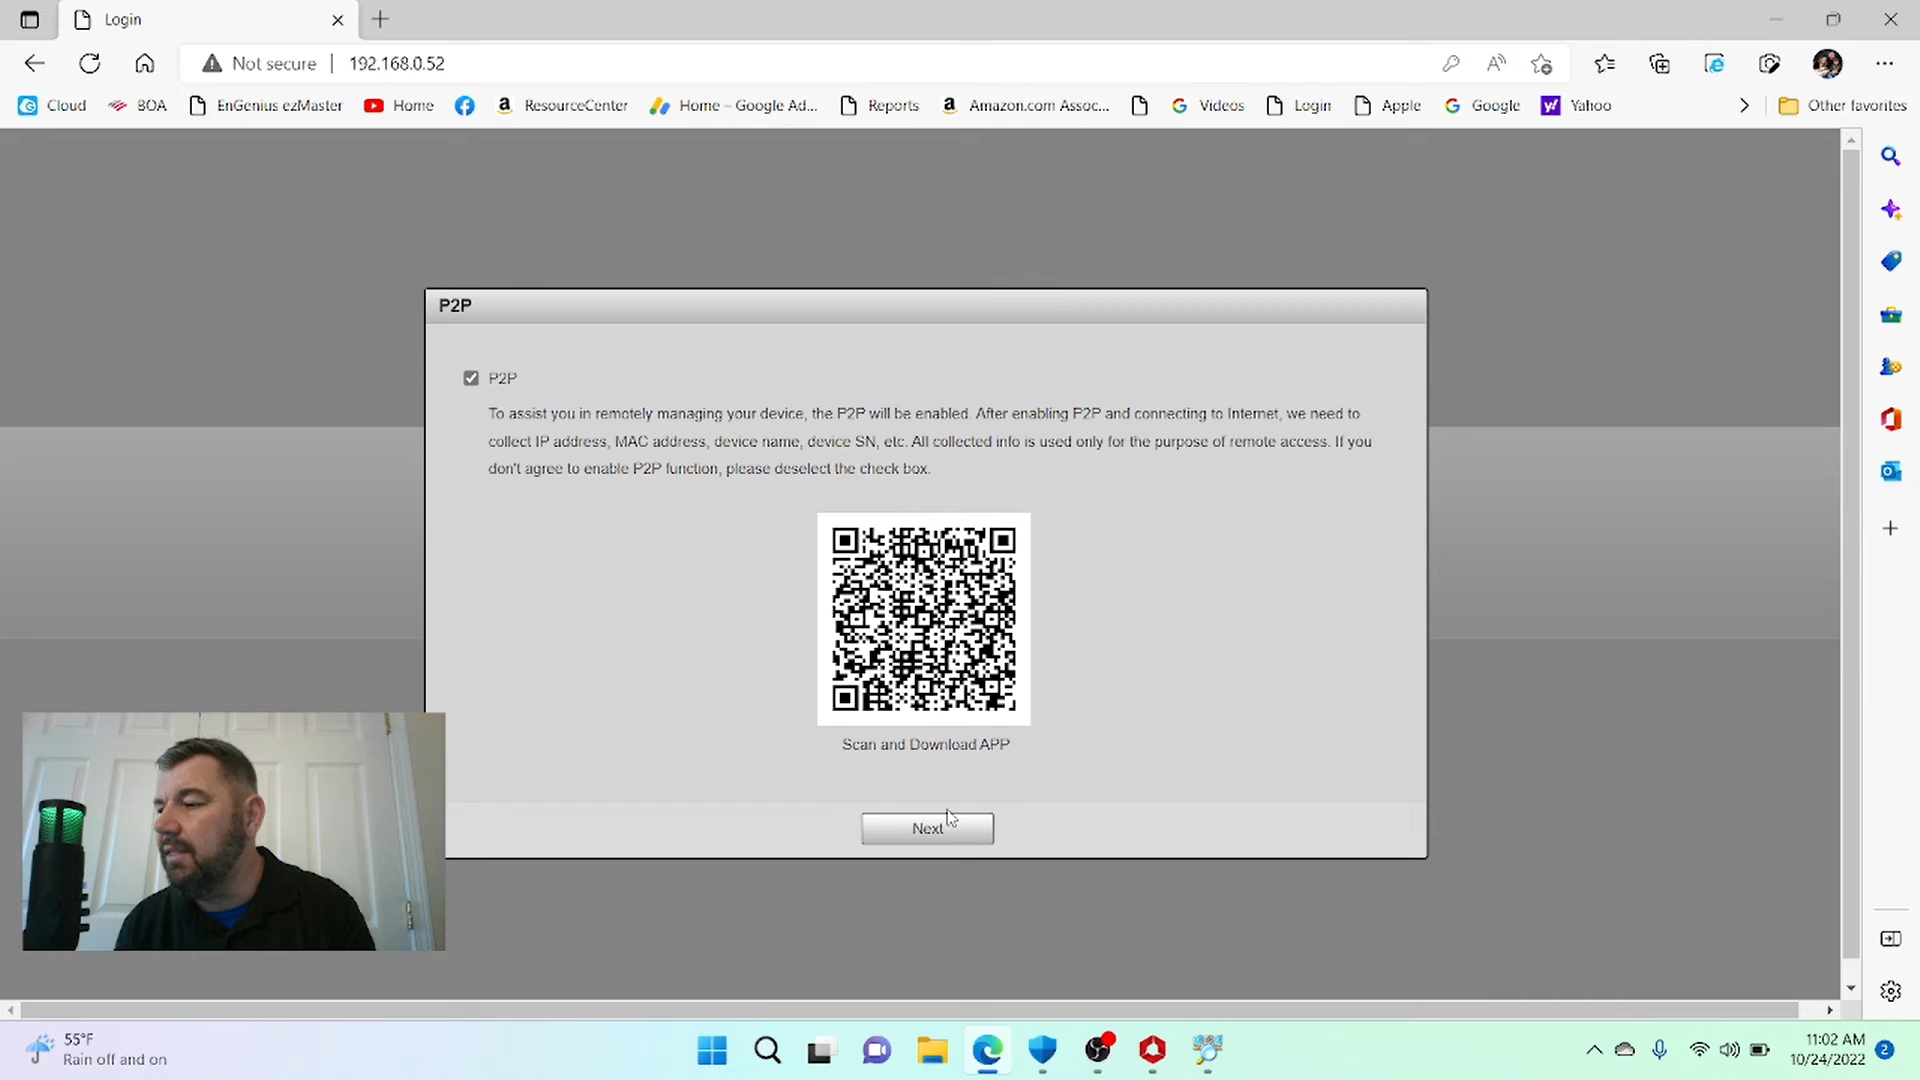 Login
Not secure | 192.168.0.52
Cloud BOA EnGenius ezMaster Home ResourceCenter Home – Google Ad... Reports Amazon.com Assoc... Videos Login Apple Google Yahoo Other favorites
P2P
P2P
To assist you in remotely managing your device, the P2P will be enabled. After enabling P2P and connecting to Internet, we need to
collect IP address, MAC address, device name, device SN, etc. All collected info is used only for the purpose of remote access. If you
don't agree to enable P2P function, please deselect the check box.
Scan and Download APP
Next
55°F
Rain off and on
11:02 AM
10/24/2022
2